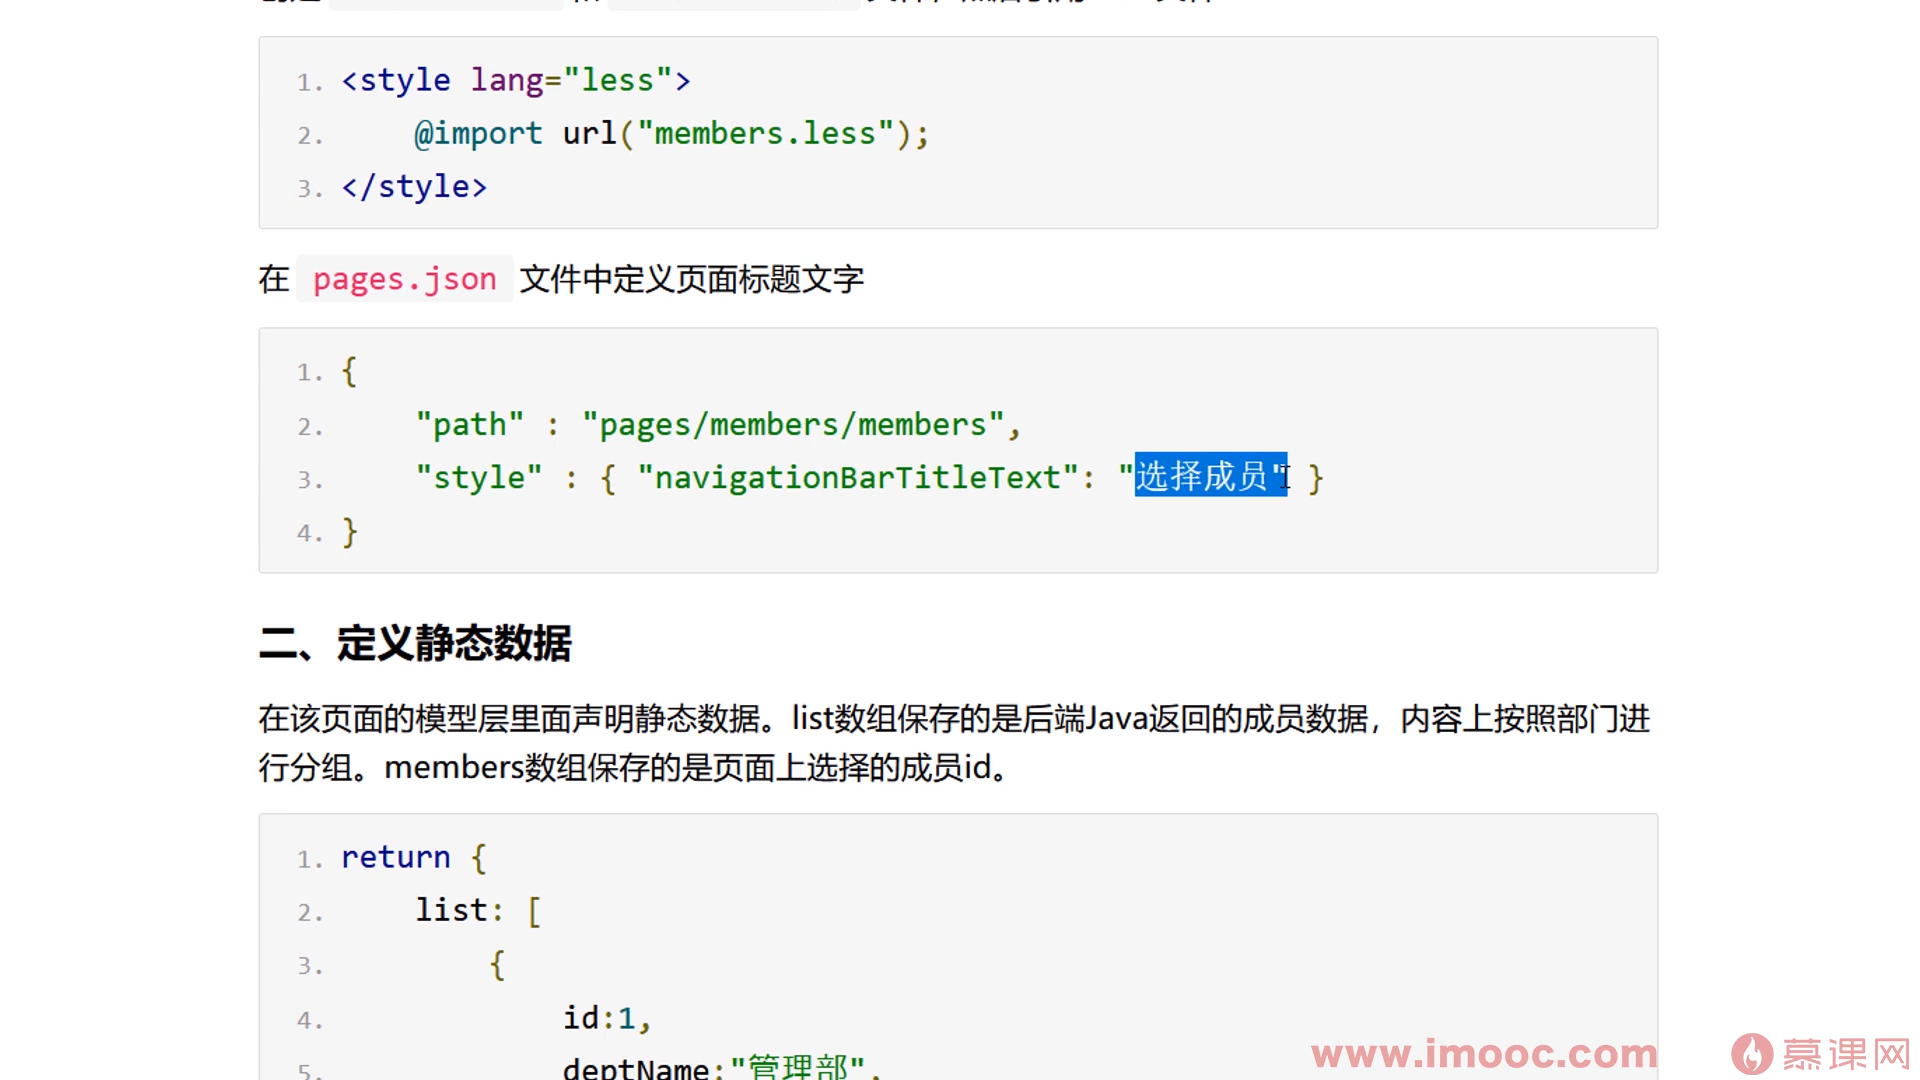 1. <style lang="less">
2. @import url("members.less");
3. </style>
在 pages.json 文件中定义页面标题文字
1. {
2. "path" : "pages/members/members",
3. "style" : { "navigationBarTitleText": "选择成员" }
4. }
二、定义静态数据
在该页面的模型层里面声明静态数据。list数组保存的是后端Java返回的成员数据，内容上按照部门进
行分组。members数组保存的是页面上选择的成员id。
1. return {
2. list: [
3. {
4. id:1,
5. deptName:"管理部",
www.imooc.com 慕课网